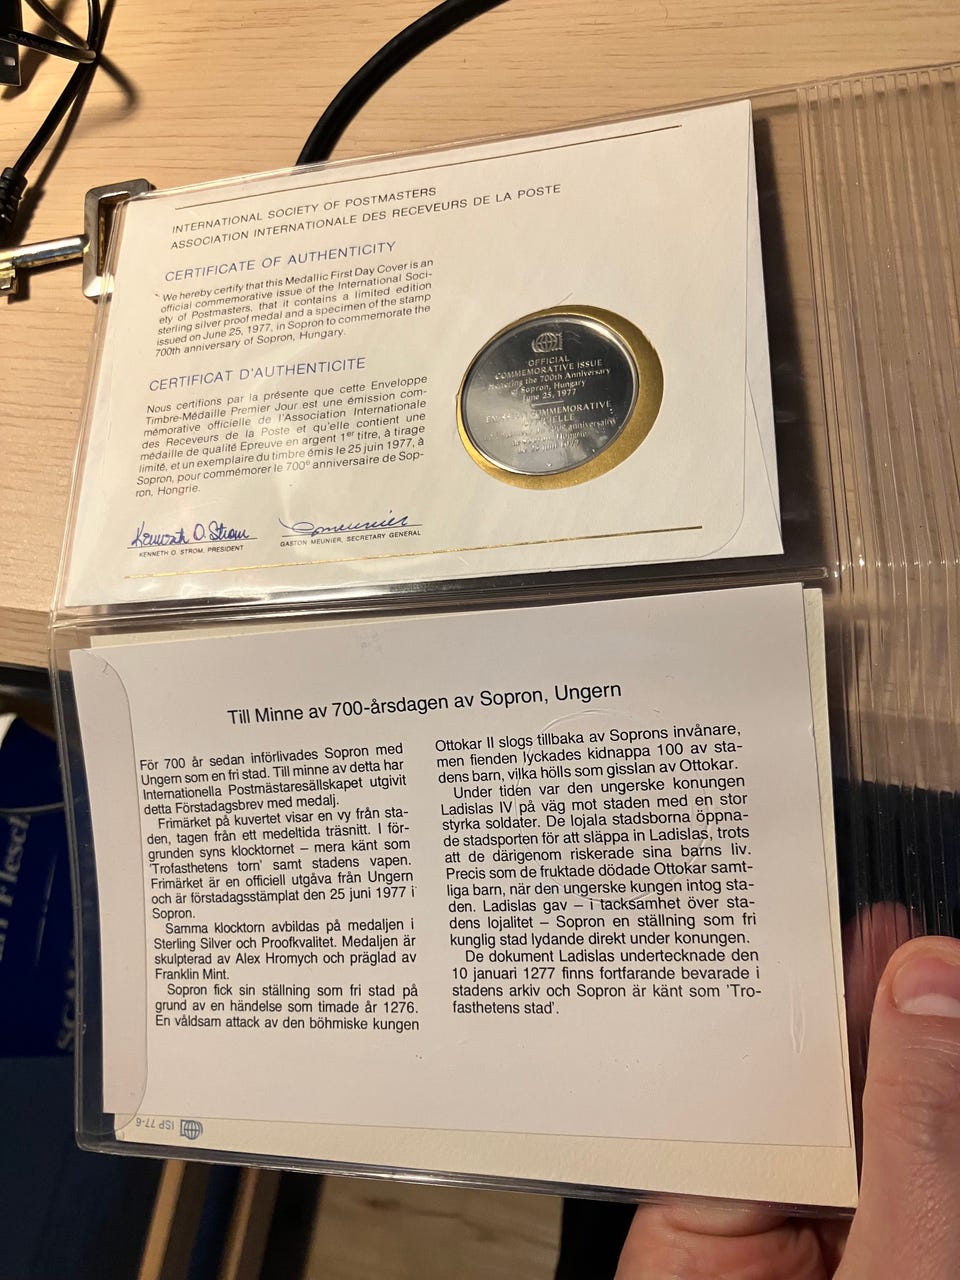 INTERNATIONAL SOCIETY OF POSTMASTERS
ASSOCIATION INTERNATIONALE DES RECEVEURS DE LA POSTE
CERTIFICATE OF AUTHENTICITY
We hereby certify that this Medallic First Day Cover is an
official commemorative issue of the International Soci-
ety of Postmasters, that it contains a limited edition
sterling silver proof medal and a specimen of the stamp
issued on June 25, 1977, in Sopron to commemorate the
700th anniversary of Sopron, Hungary.
CERTIFICAT D'AUTHENTICITE
Nous certifions par la présente que cette Enveloppe
Timbre-Médaille Premier Jour est une émission com-
mémorative officielle de l'Association Internationale
des Receveurs de la Poste et qu'elle contient une
médaille de qualité Epreuve en argent 1er titre, à tirage
limité, et un exemplaire du timbre émis le 25 juin 1977, à
Sopron, pour commémorer le 700e anniversaire de Sop-
ron, Hongrie.
Kenneth O. Strom
KENNETH O. STROM, PRESIDENT
GASTON MEUNIER, SECRETARY GENERAL
OFFICIAL
COMMEMORATIVE ISSUE
Honoring the 700th Anniversary
of Sopron, Hungary
June 25, 1977
COMMEMORATIVE
anniversaire
Hongrie
juin 1977
Till Minne av 700-årsdagen av Sopron, Ungern
För 700 år sedan införlivades Sopron med
Ungern som en fri stad. Till minne av detta har
Internationella Postmästaresällskapet utgivit
detta Förstadagsbrev med medalj.
Frimärket på kuvertet visar en vy från sta-
den, tagen från ett medeltida träsnitt. I för-
grunden syns klocktornet – mera känt som
'Trofasthetens torn' samt stadens vapen.
Frimärket är en officiell utgåva från Ungern
och är förstadagsstämplat den 25 juni 1977 i
Sopron.
Samma klocktorn avbildas på medaljen i
Sterling Silver och Proofkvalitet. Medaljen är
skulpterad av Alex Hromych och präglad av
Franklin Mint.
Sopron fick sin ställning som fri stad på
grund av en händelse som timade år 1276.
En våldsam attack av den böhmiske kungen
Ottokar II slogs tillbaka av Soprons invånare,
men fienden lyckades kidnappa 100 av sta-
dens barn, vilka hölls som gisslan av Ottokar.
Under tiden var den ungerske konungen
Ladislas IV på väg mot staden med en stor
styrka soldater. De lojala stadsborna öppna-
de stadsporten för att släppa in Ladislas, trots
att de därigenom riskerade sina barns liv.
Precis som de fruktade dödade Ottokar samt-
liga barn, när den ungerske kungen intog sta-
den. Ladislas gav – i tacksamhet över sta-
dens lojalitet – Sopron en ställning som fri
kunglig stad lydande direkt under konungen.
De dokument Ladislas undertecknade den
10 januari 1277 finns fortfarande bevarade i
stadens arkiv och Sopron är känt som 'Tro-
fasthetens stad'.
ISP 77-6